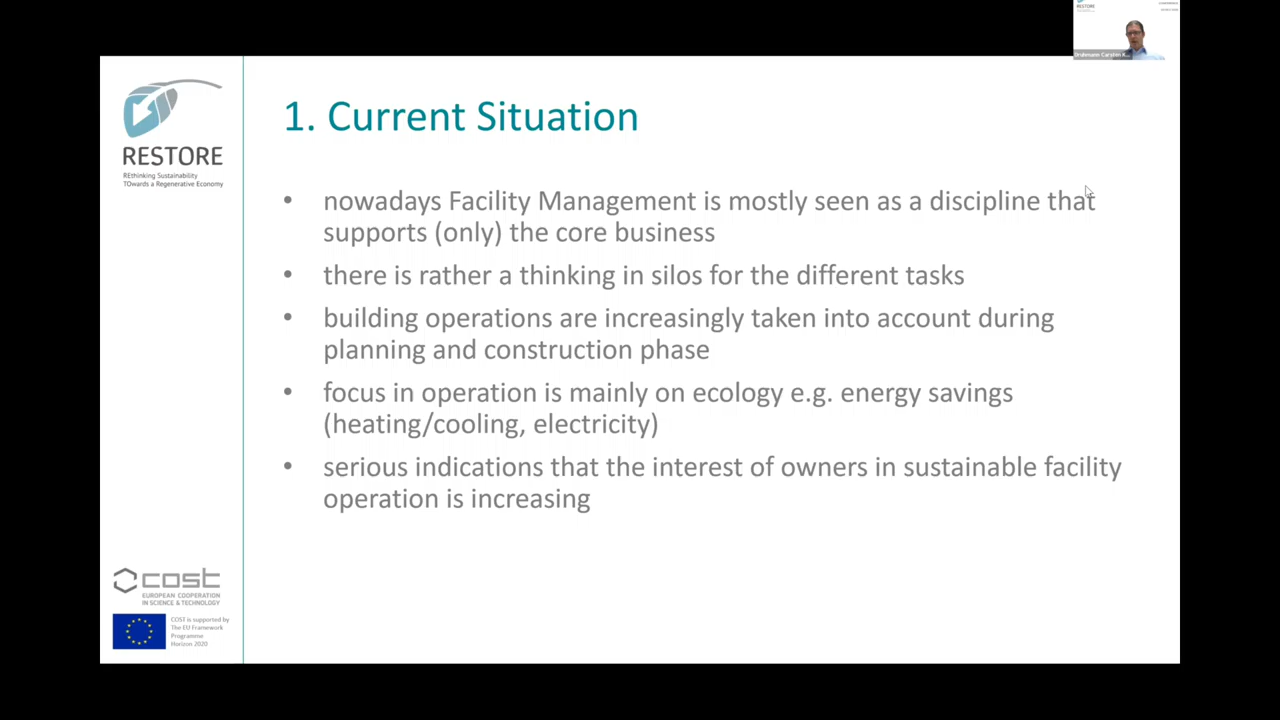 RESTORE
1. Current Situation
RESTORE
REthinking Sustainability
TOwards a Regenerative Economy
• nowadays Facility Management is mostly seen as a discipline that
supports (only) the core business
• there is rather a thinking in silos for the different tasks
• building operations are increasingly taken into account during
planning and construction phase
• focus in operation is mainly on ecology e.g. energy savings
(heating/cooling, electricity)
• serious indications that the interest of owners in sustainable facility
operation is increasing
cost
EUROPEAN COOPERATION
IN SCIENCE & TECHNOLOGY
COST is supported by
The EU Framework
Programme
Horizon 2020